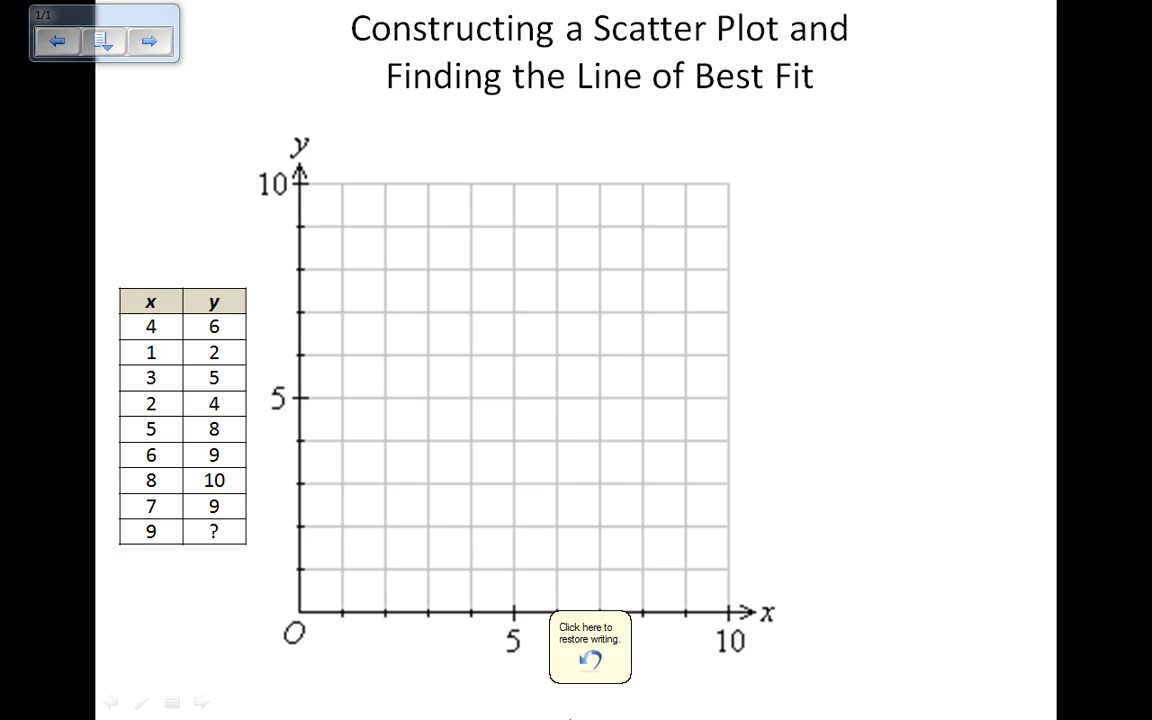 1/1
Constructing a Scatter Plot and
Finding the Line of Best Fit
y
10
5
O
5
10
x
x y
4 6
1 2
3 5
2 4
5 8
6 9
8 10
7 9
9 ?
Click here to
restore writing.